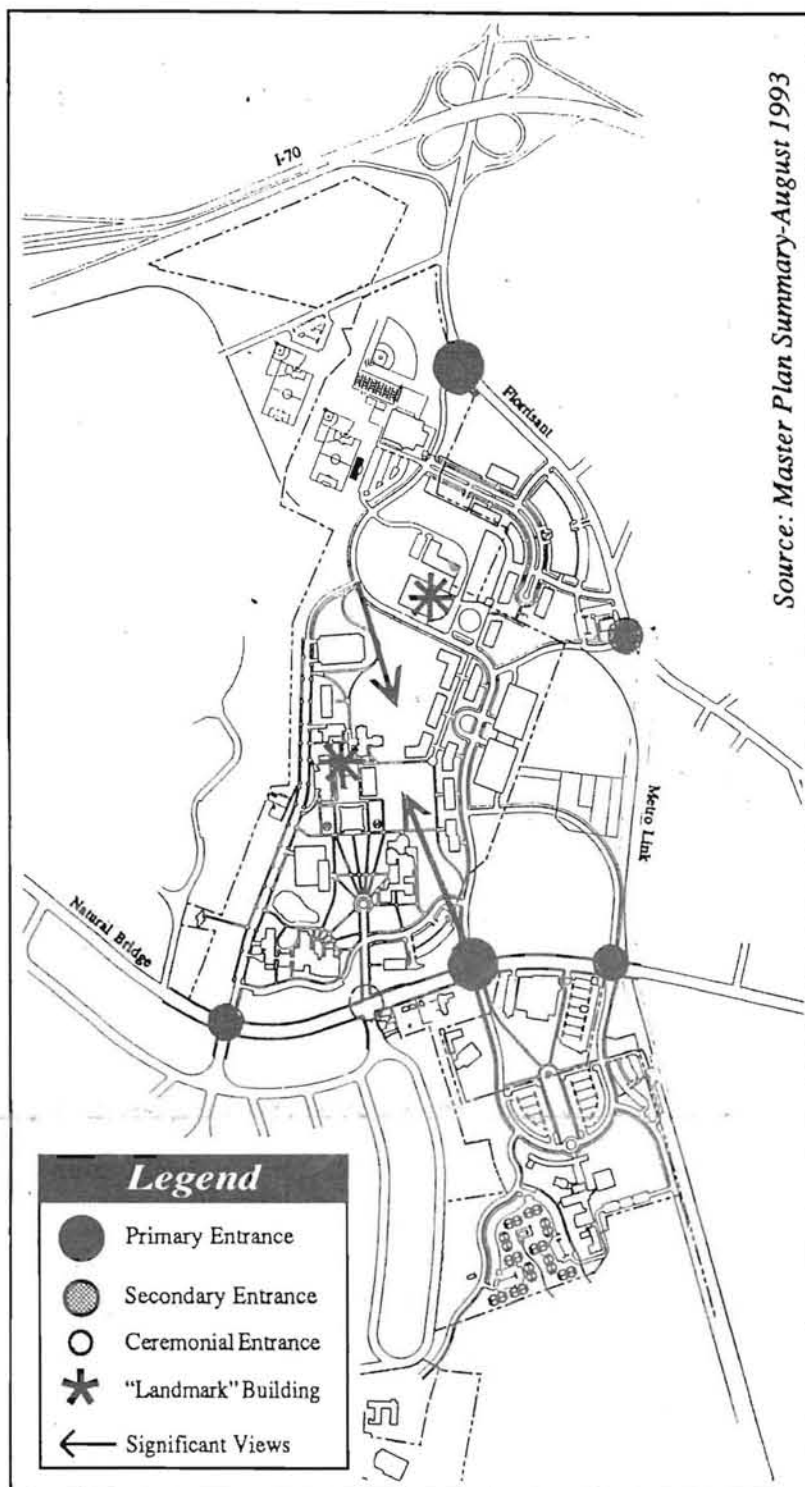 I-70
Source: Master Plan Summary-August 1993
Florrisant
Metro Link
Natural Bridge
Legend
Primary Entrance
Secondary Entrance
Ceremonial Entrance
"Landmark" Building
Significant Views